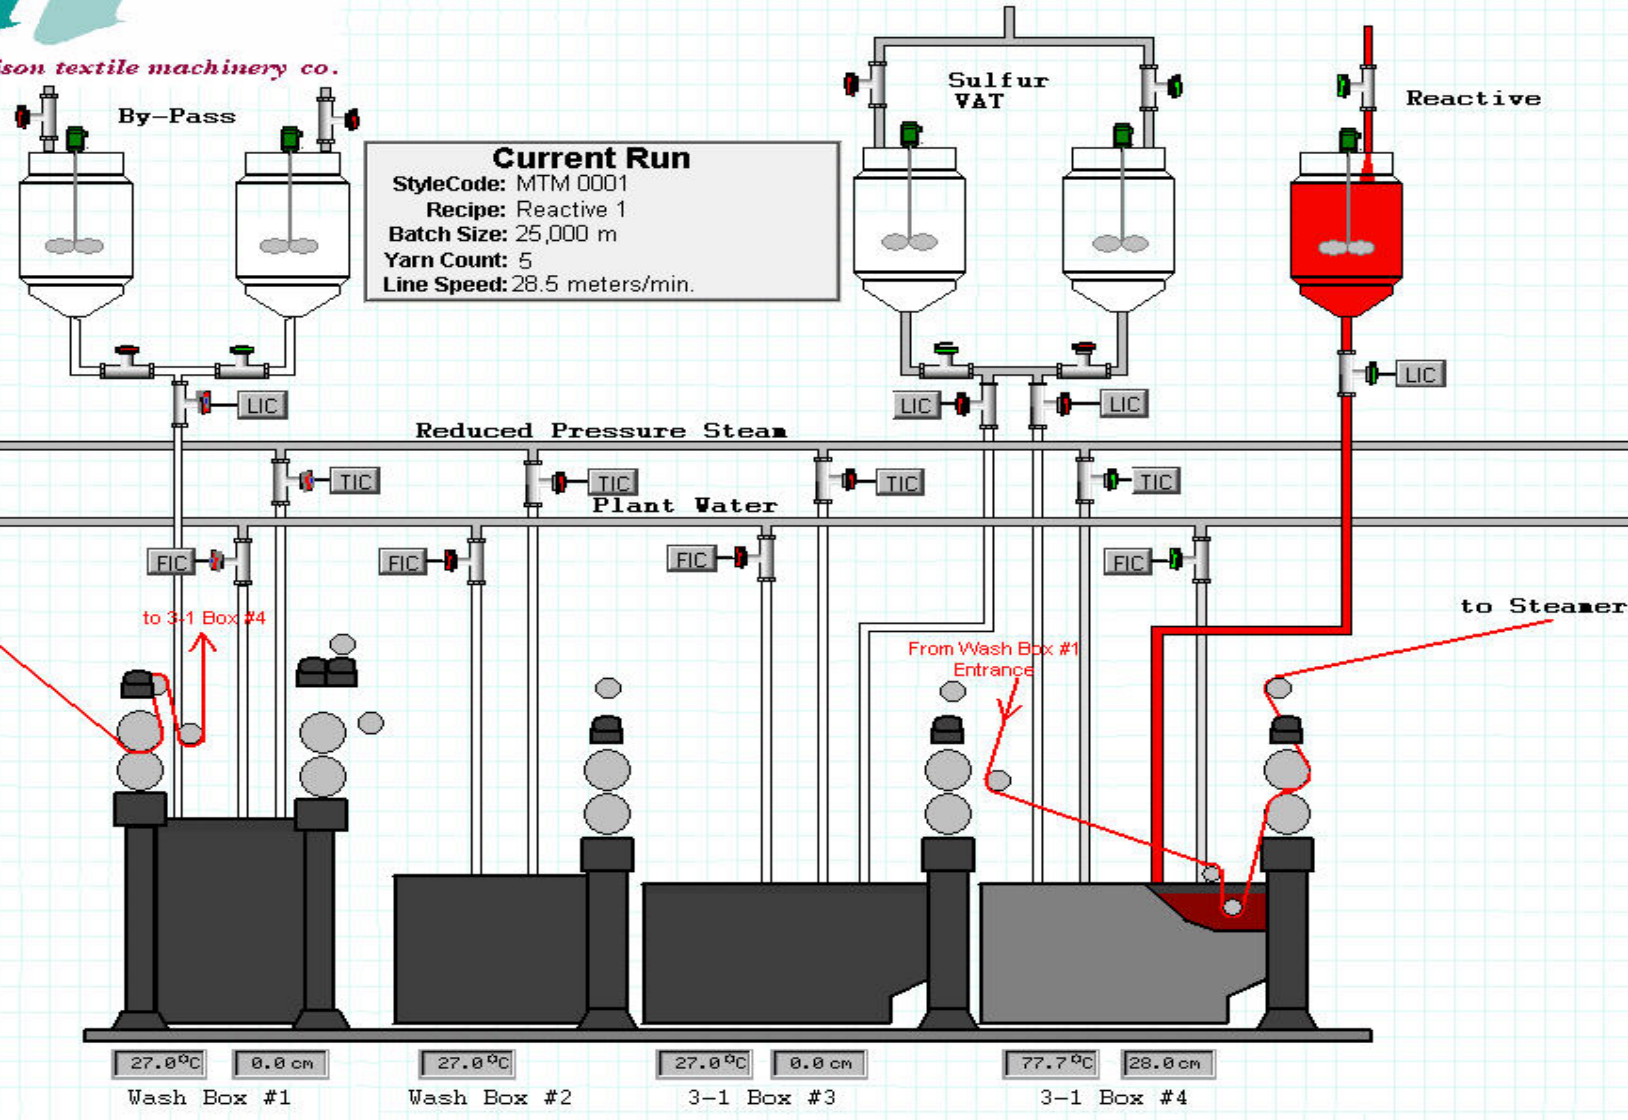 son textile machinery co.
By-Pass
Sulfur
VAT
Reactive
Current Run
StyleCode: MTM 0001
Recipe: Reactive 1
Batch Size: 25,000 m
Yarn Count: 5
Line Speed: 28.5 meters/min.
LIC
LIC
LIC
LIC
Reduced Pressure Steam
TIC
TIC
TIC
TIC
Plant Water
FIC
FIC
FIC
FIC
to 3-1 Box #4
to Steamer
From Wash Box #1
Entrance
27.0°C
0.0 cm
27.0°C
27.0°C
0.0 cm
77.7°C
28.0 cm
Wash Box #1
Wash Box #2
3-1 Box #3
3-1 Box #4